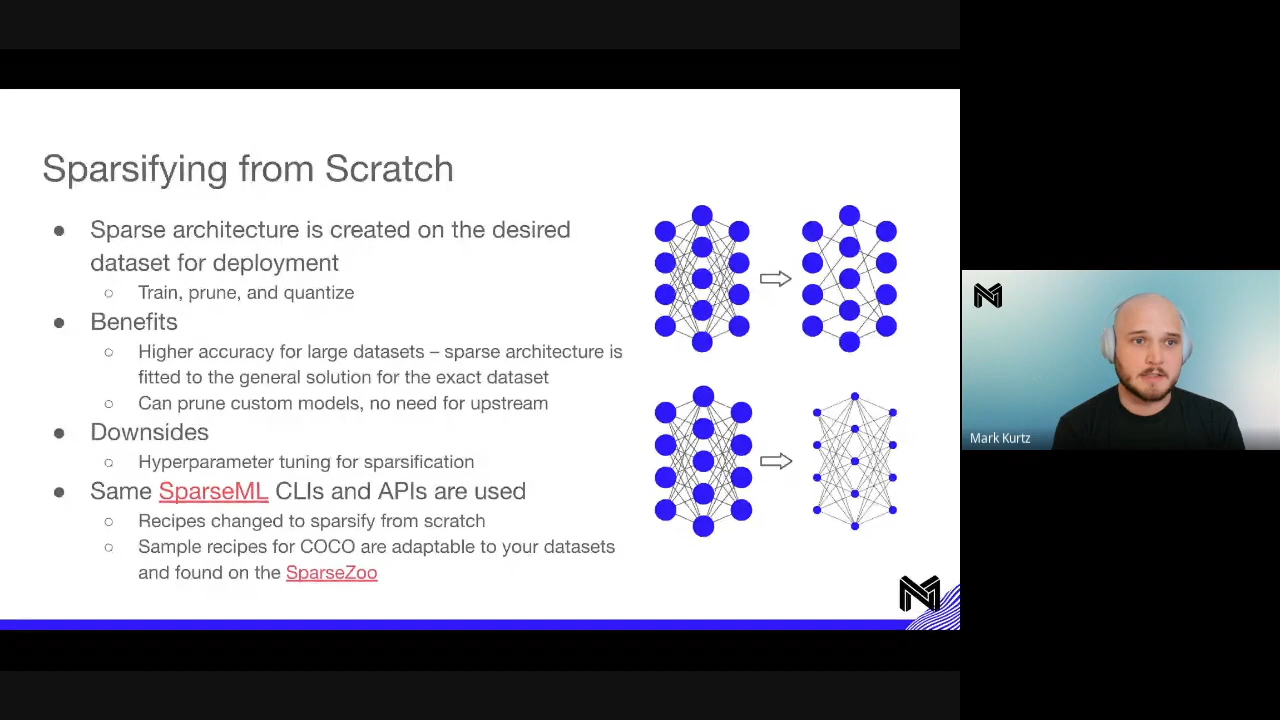 Sparsifying from Scratch
● Sparse architecture is created on the desired
dataset for deployment
○ Train, prune, and quantize
● Benefits
○ Higher accuracy for large datasets – sparse architecture is
fitted to the general solution for the exact dataset
○ Can prune custom models, no need for upstream
● Downsides
○ Hyperparameter tuning for sparsification
● Same SparseML CLIs and APIs are used
○ Recipes changed to sparsify from scratch
○ Sample recipes for COCO are adaptable to your datasets
and found on the SparseZoo
Mark Kurtz